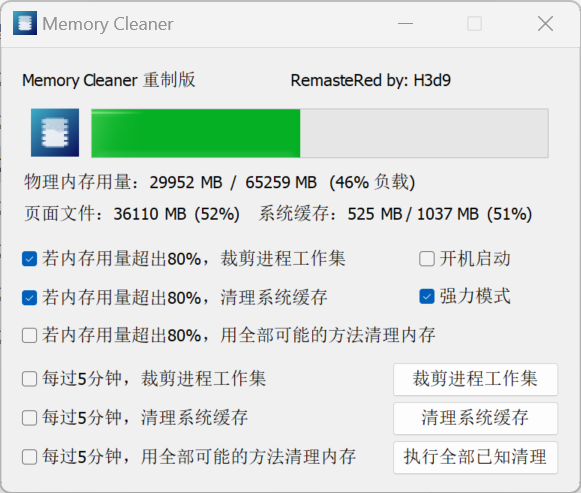 Memory Cleaner
Memory Cleaner 重制版 RemasteRed by: H3d9
物理内存用量：29952 MB / 65259 MB (46% 负载)
页面文件：36110 MB (52%) 系统缓存：525 MB / 1037 MB (51%)
若内存用量超出80%，裁剪进程工作集 开机启动
若内存用量超出80%，清理系统缓存 强力模式
若内存用量超出80%，用全部可能的方法清理内存
每过5分钟，裁剪进程工作集 裁剪进程工作集
每过5分钟，清理系统缓存 清理系统缓存
每过5分钟，用全部可能的方法清理内存 执行全部已知清理